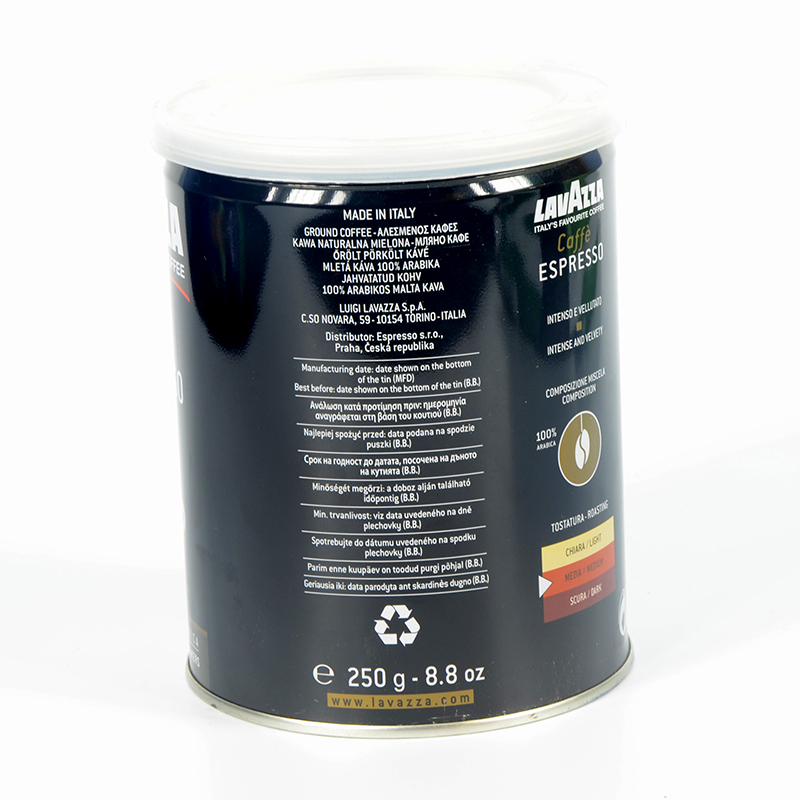 MADE IN ITALY
GROUND COFFEE - ΑΛΕΣΜΕΝΟΣ ΚΑΦΕΣ
KAWA NATURALNA MIELONA - МЛЯНО КАФЕ
ŐRÖLT PÖRKÖLT KÁVÉ
MLETÁ KÁVA 100% ARABIKA
JAHVATATUD KOHV
100% ARABIKOS MALTA KAVA
LUIGI LAVAZZA S.p.A.
C.SO NOVARA, 59 - 10154 TORINO - ITALIA
Distributor: Espresso s.r.o.,
Praha, Česká republika
Manufacturing date: date shown on the bottom
of the tin (MFD)
Best before: date shown on the bottom of the tin (B.B.)
Ανάλωση κατά προτίμηση πριν: ημερομηνία
αναγράφεται στη βάση του κουτιού (B.B.)
Najlepiej spożyć przed: data podana na spodzie
puszki (B.B.)
Срок на годност до датата, посочена на дъното
на кутията (B.B.)
Minőségét megőrzi: a doboz alján található
időpontig (B.B.)
Min. trvanlivost: viz data uvedeného na dně
plechovky (B.B.)
Spotrebujte do dátumu uvedeného na spodku
plechovky (B.B.)
Parim enne kuupäev on toodud purgi põhjal (B.B.)
Geriausia iki: data parodyta ant skardinės dugno (B.B.)
℮ 250 g - 8.8 oz
www.lavazza.com
LAVAZZA
ITALY'S FAVOURITE COFFEE
Caffè
ESPRESSO
INTENSO E VELLUTATO
INTENSE AND VELVETY
COMPOSIZIONE MISCELA
COMPOSITION
100%
ARABICA
TOSTATURA - ROASTING
CHIARA / LIGHT
MEDIA / MEDIUM
SCURA / DARK